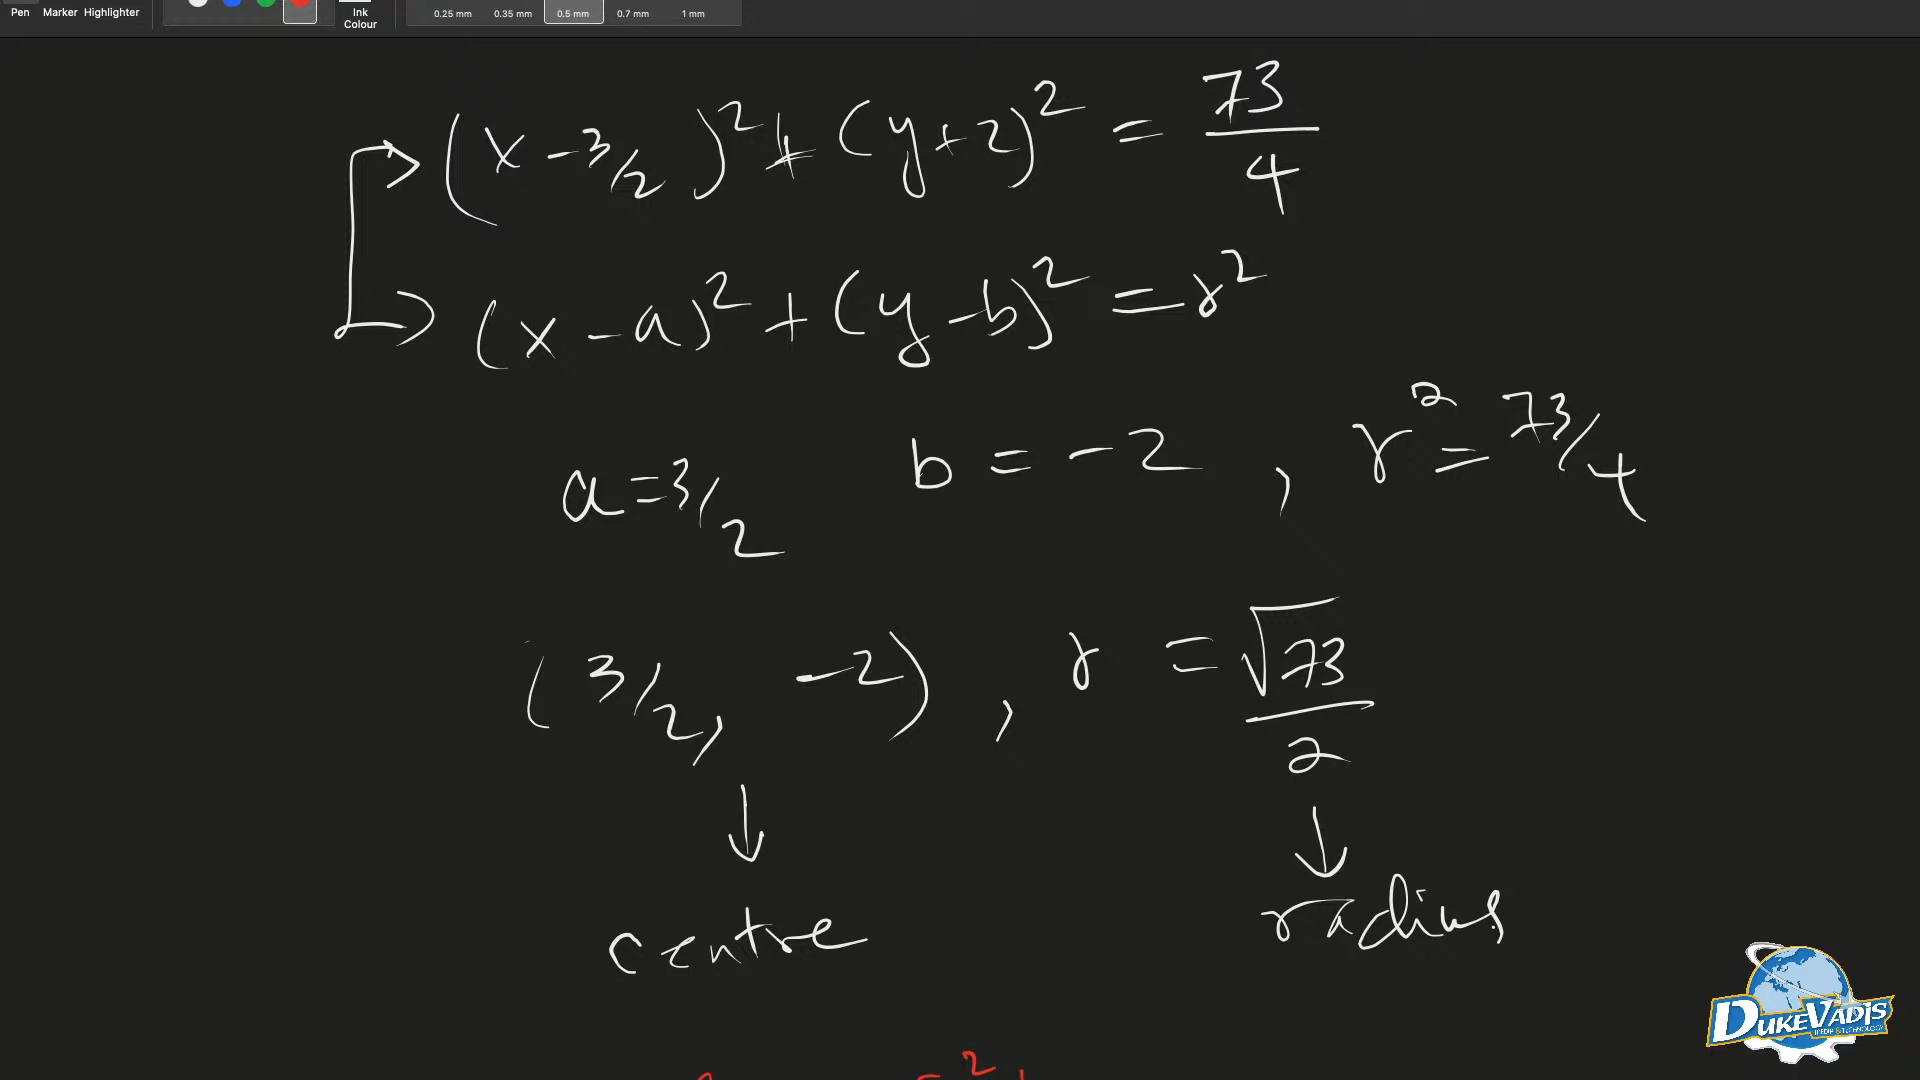 Pen Marker Highlighter Ink Colour 0.25 mm 0.35 mm 0.5 mm 0.7 mm 1 mm
(x - 3/2)² + (y + 2)² = 73/4
(x - a)² + (y - b)² = r²
a = 3/2 b = -2 , r² = 73/4
(3/2, -2) , r = √73/2
centre radius
DUKEVADIS
MEDIA & TECHNOLOGY